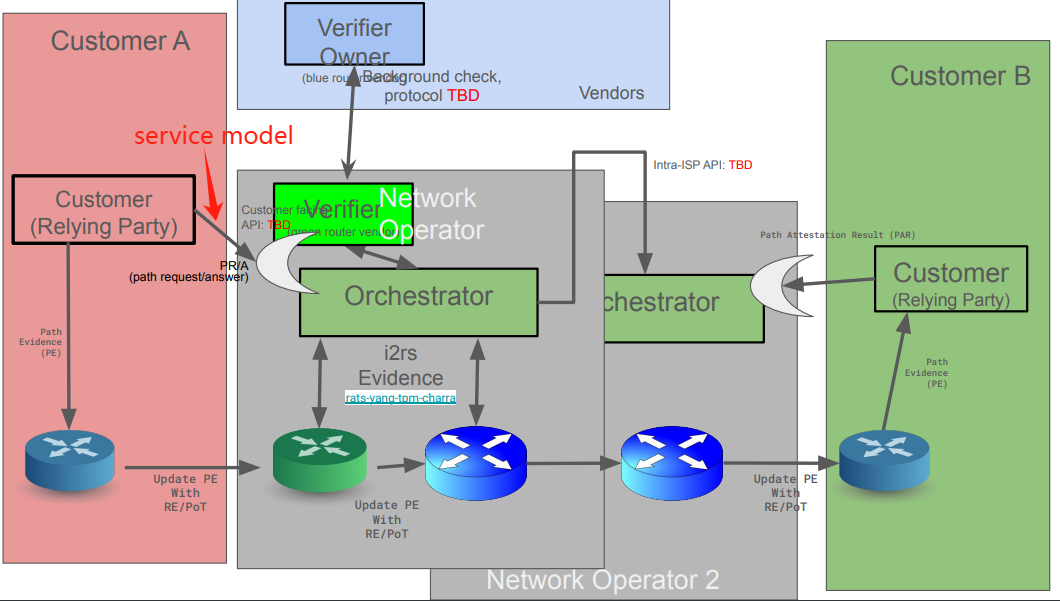 Customer A
Verifier
Owner
(blue router vendor)
Background check,
protocol TBD
Vendors
Customer B
service model
Customer
(Relying Party)
Customer facing
API: TBD
Verifier
(green router vendor)
Network
Operator
Intra-ISP API: TBD
PR/A
(path request/answer)
Orchestrator
chestrator
Path Attestation Result (PAR)
Customer
(Relying Party)
Path
Evidence
(PE)
i2rs
Evidence
rats-yang-tpm-charra
Path
Evidence
(PE)
Update PE
With
RE/PoT
Update PE
With
RE/PoT
Update PE
With
RE/PoT
Network Operator 2